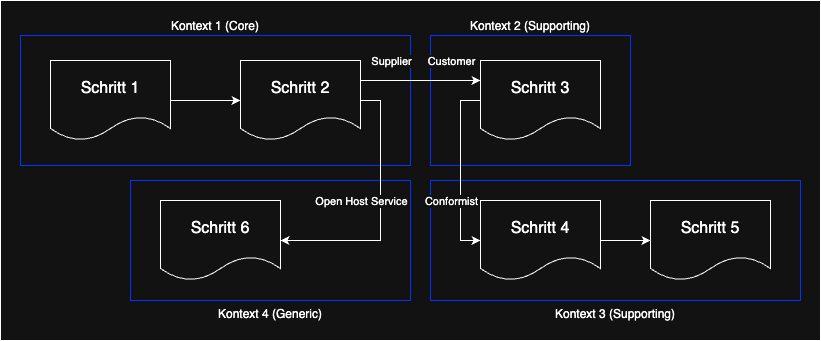 Kontext 1 (Core)
Kontext 2 (Supporting)
Supplier
Customer
Schritt 1
Schritt 2
Schritt 3
Open Host Service
Conformist
Schritt 6
Schritt 4
Schritt 5
Kontext 4 (Generic)
Kontext 3 (Supporting)